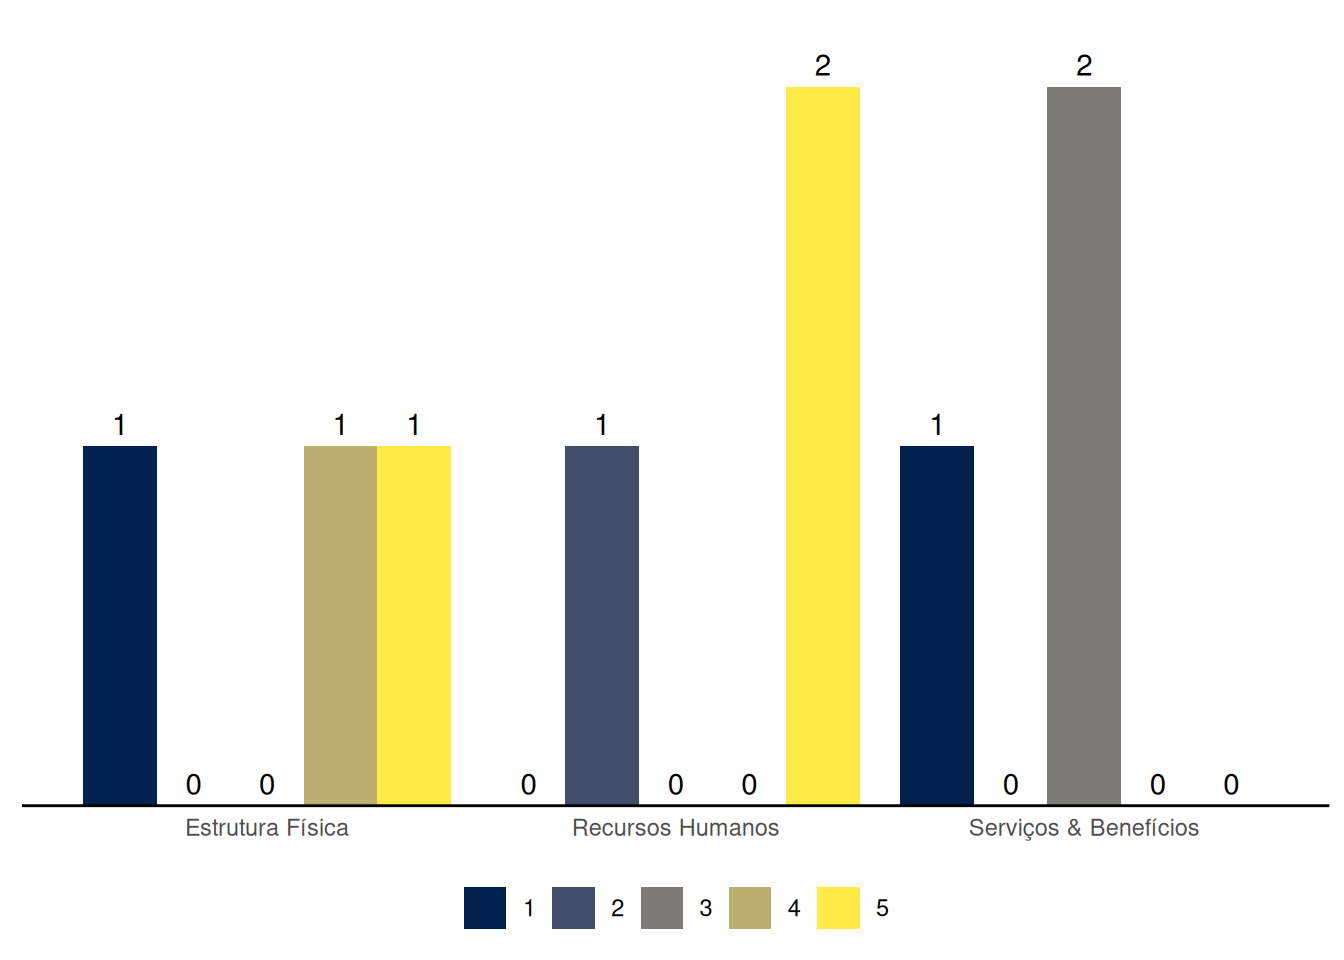 2 2
1 1 1 1 1
0 0 0 0 0 0 0 0
Estrutura Física Recursos Humanos Serviços & Benefícios
1 2 3 4 5